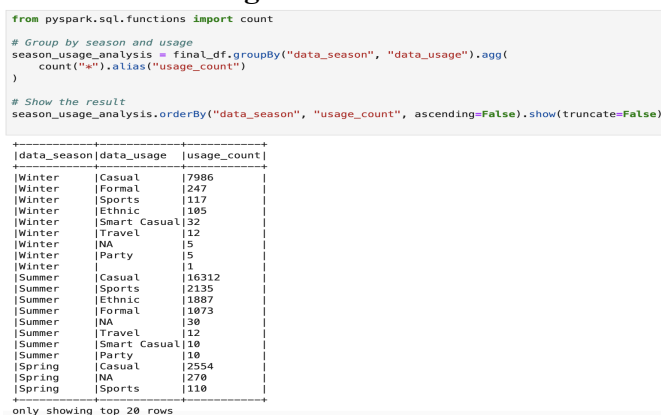 from pyspark.sql.functions import count
# Group by season and usage
season_usage_analysis = final_df.groupBy("data_season", "data_usage").agg(
    count("*").alias("usage_count")
)
# Show the result
season_usage_analysis.orderBy("data_season", "usage_count", ascending=False).show(truncate=False)
+-----------+------------+-----------+
|data_season|data_usage  |usage_count|
+-----------+------------+-----------+
|Winter     |Casual      |7986       |
|Winter     |Formal      |247        |
|Winter     |Sports      |117        |
|Winter     |Ethnic      |105        |
|Winter     |Smart Casual|32         |
|Winter     |Travel      |12         |
|Winter     |NA          |5          |
|Winter     |Party       |5          |
|Winter     |            |1          |
|Summer     |Casual      |16312      |
|Summer     |Sports      |2135       |
|Summer     |Ethnic      |1887       |
|Summer     |Formal      |1073       |
|Summer     |NA          |30         |
|Summer     |Travel      |12         |
|Summer     |Smart Casual|10         |
|Summer     |Party       |10         |
|Spring     |Casual      |2554       |
|Spring     |NA          |270        |
|Spring     |Sports      |110        |
+-----------+------------+-----------+
only showing top 20 rows